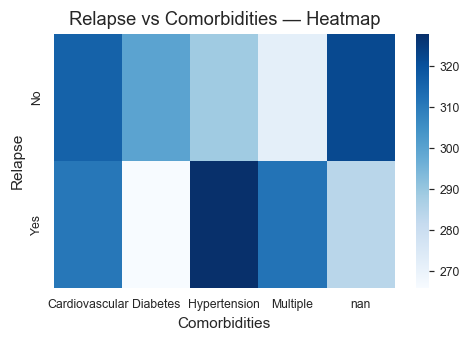 Relapse vs Comorbidities — Heatmap
Relapse
No
Yes
Cardiovascular Diabetes Hypertension Multiple nan
Comorbidities
320
310
300
290
280
270